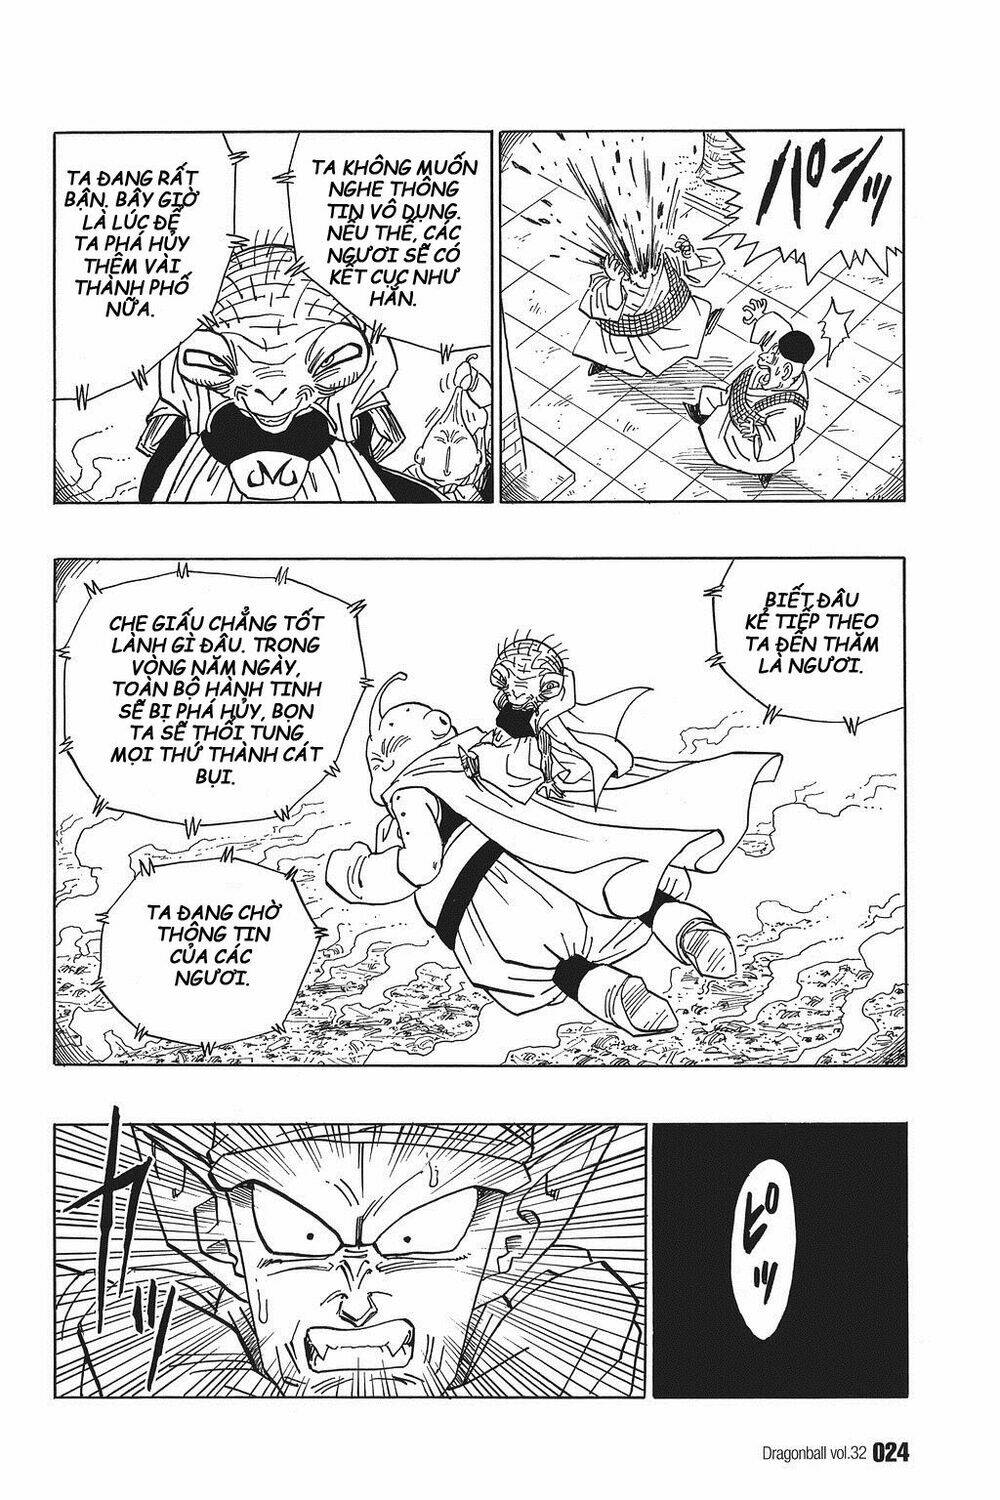 パンッ
TA KHÔNG MUỐN
NGHE THÔNG
TIN VÔ DỤNG.
NẾU THẾ, CÁC
NGƯƠI SẼ CÓ
KẾT CỤC NHƯ
HẮN.
TA ĐANG RẤT
BẬN. BÂY GIỜ
LÀ LÚC ĐỂ
TA PHÁ HỦY
THÊM VÀI
THÀNH PHỐ
NỮA.
M
BIẾT ĐÂU
KẺ TIẾP THEO
TA ĐẾN THĂM
LÀ NGƯƠI.
CHE GIẤU CHẲNG TỐT
LÀNH GÌ ĐÂU. TRONG
VÒNG NĂM NGÀY,
TOÀN BỘ HÀNH TINH
SẼ BỊ PHÁ HỦY, BỌN
TA SẼ THỔI TUNG
MỌI THỨ THÀNH CÁT
BỤI.
TA ĐANG CHỜ
THÔNG TIN
CỦA CÁC
NGƯƠI.
ピッ
カッ
Dragonball vol.32 024